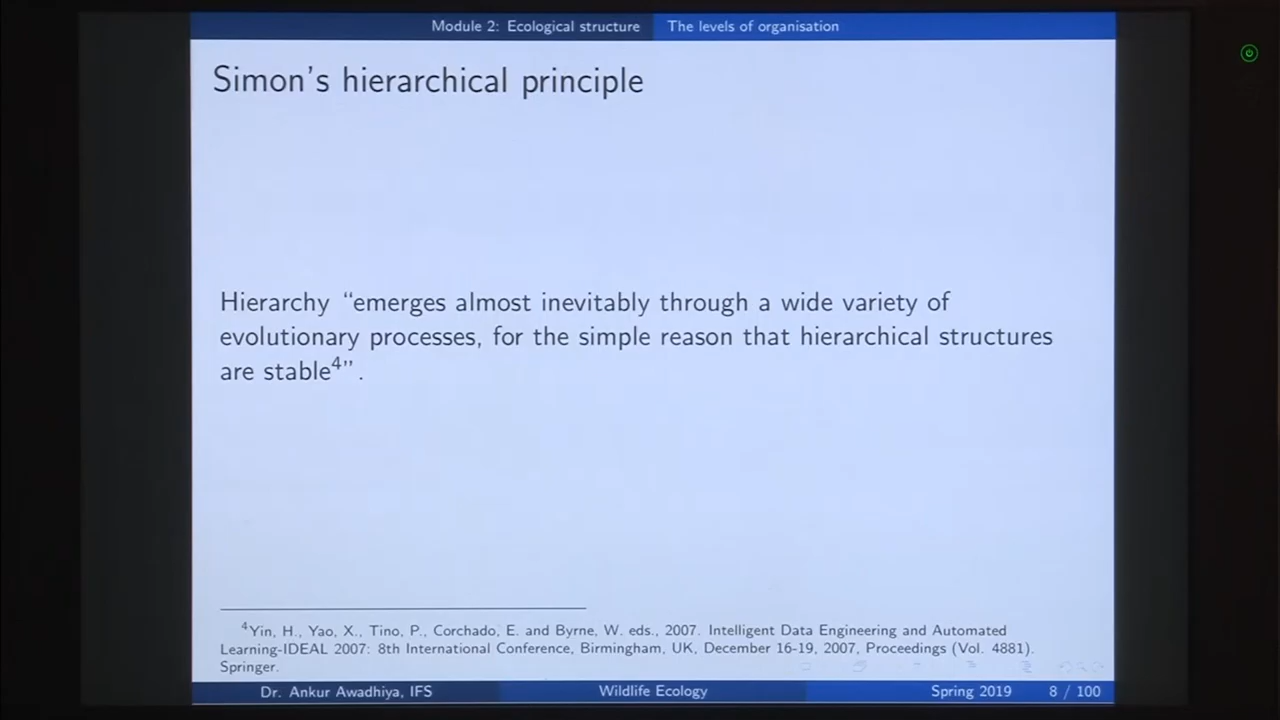 Module 2: Ecological structure The levels of organisation
Simon's hierarchical principle
Hierarchy “emerges almost inevitably through a wide variety of
evolutionary processes, for the simple reason that hierarchical structures
are stable⁴”.
⁴Yin, H., Yao, X., Tino, P., Corchado, E. and Byrne, W. eds., 2007. Intelligent Data Engineering and Automated
Learning-IDEAL 2007: 8th International Conference, Birmingham, UK, December 16-19, 2007, Proceedings (Vol. 4881).
Springer.
Dr. Ankur Awadhiya, IFS Wildlife Ecology Spring 2019 8 / 100